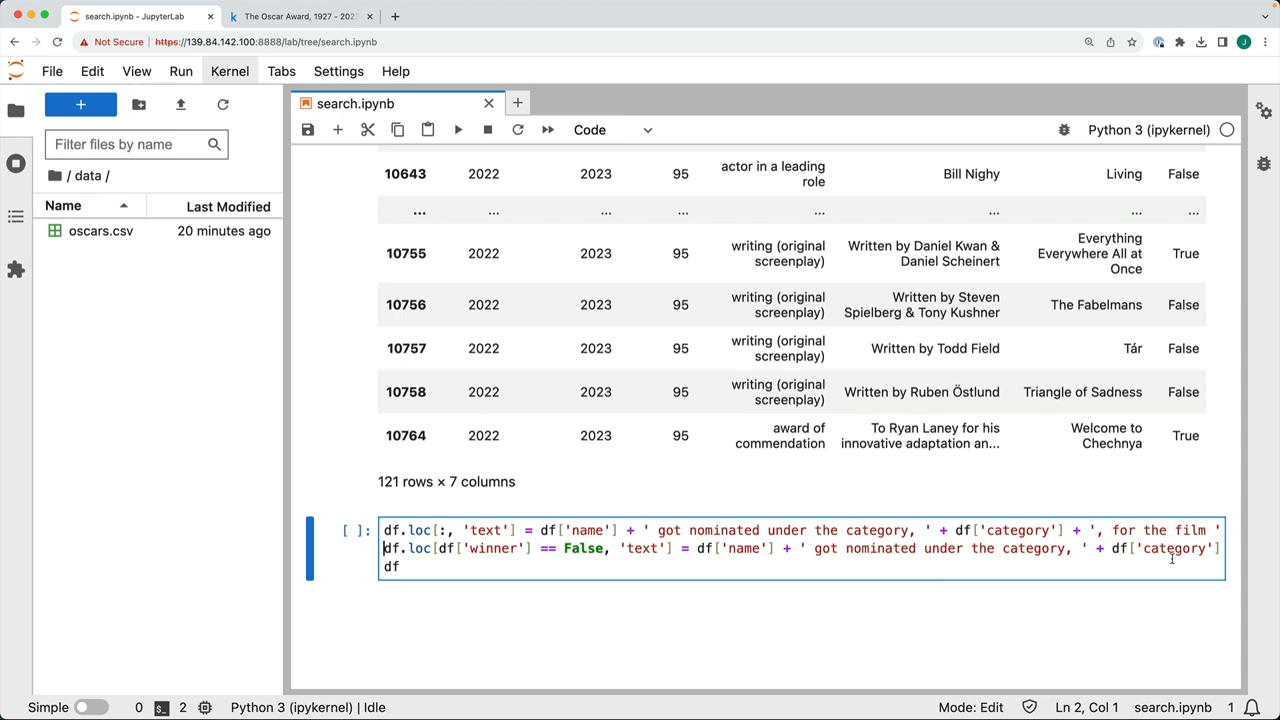 search.ipynb - JupyterLab
The Oscar Award, 1927 - 202
Not Secure
https://139.84.142.100:8888/lab/tree/search.ipynb
J
File Edit View Run Kernel Tabs Settings Help
search.ipynb
Filter files by name
Code
Python 3 (ipykernel)
/ data /
Name Last Modified
oscars.csv 20 minutes ago
10643 2022 2023 95 actor in a leading role Bill Nighy Living False
... ... ... ... ... ... ... ...
10755 2022 2023 95 writing (original screenplay) Written by Daniel Kwan & Daniel Scheinert Everything Everywhere All at Once True
10756 2022 2023 95 writing (original screenplay) Written by Steven Spielberg & Tony Kushner The Fabelmans False
10757 2022 2023 95 writing (original screenplay) Written by Todd Field Tár False
10758 2022 2023 95 writing (original screenplay) Written by Ruben Östlund Triangle of Sadness False
10764 2022 2023 95 award of commendation To Ryan Laney for his innovative adaptation an... Welcome to Chechnya True
121 rows × 7 columns
[ ]: df.loc[:, 'text'] = df['name'] + ' got nominated under the category, ' + df['category'] + ', for the film '
df.loc[df['winner'] == False, 'text'] = df['name'] + ' got nominated under the category, ' + df['category']
df
Simple 0 $_ 2 Python 3 (ipykernel) | Idle Mode: Edit Ln 2, Col 1 search.ipynb 1